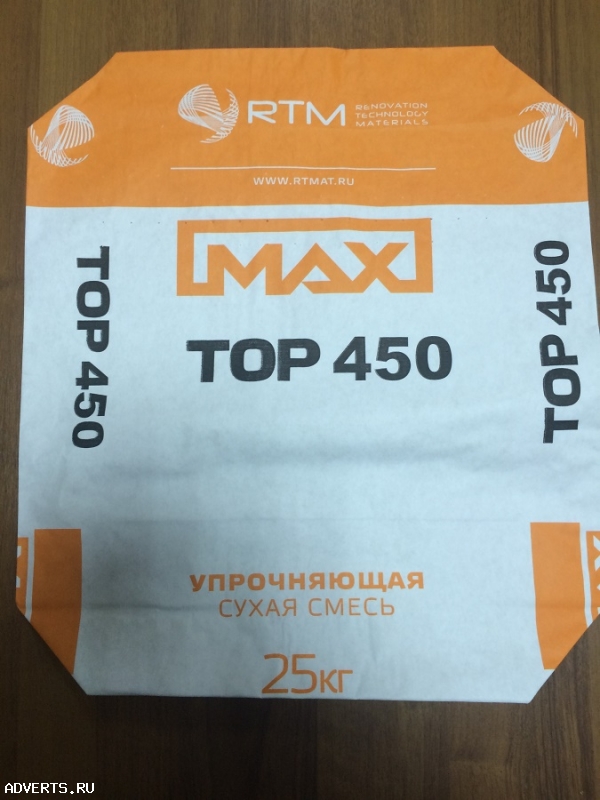 RTM
RENOVATION
TECHNOLOGY
MATERIALS
WWW.RTMAT.RU
MAX
TOP 450
TOP 450
TOP 450
УПРОЧНЯЮЩАЯ
СУХАЯ СМЕСЬ
25КГ
MAX
ADVERTS.RU